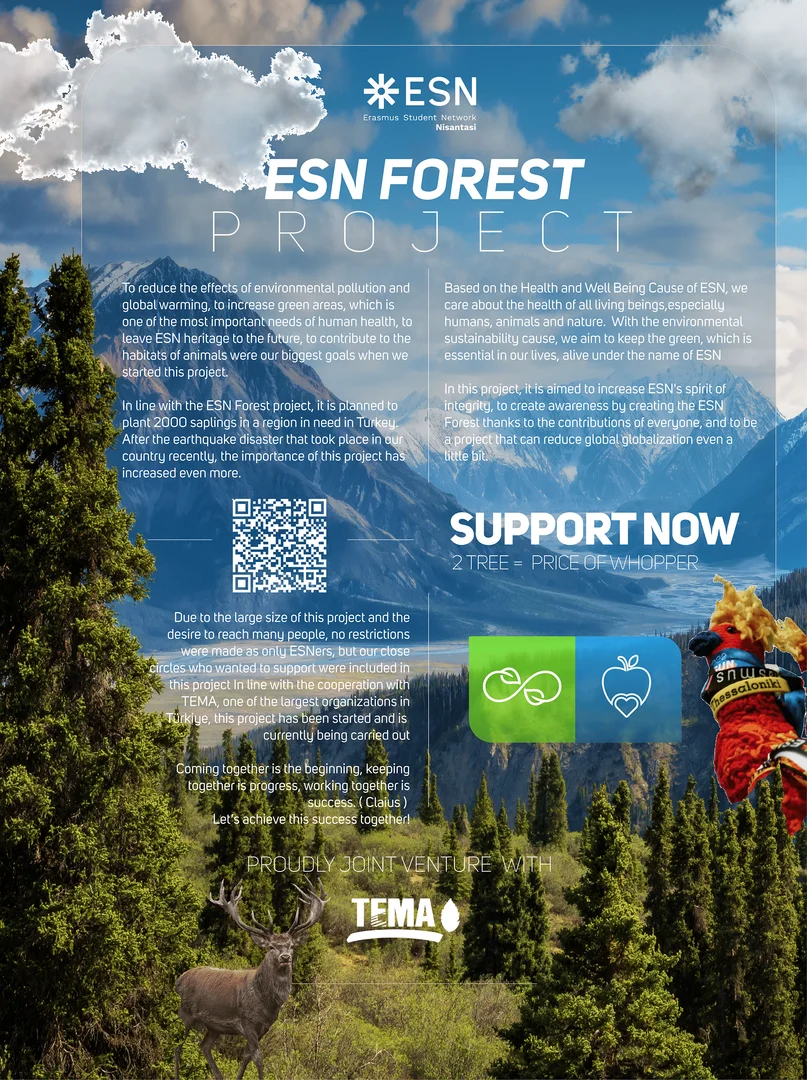 ESN
Erasmus Student Network
Nisantasi
ESN FOREST
PROJECT
To reduce the effects of environmental pollution and
global warming, to increase green areas, which is
one of the most important needs of human health, to
leave ESN heritage to the future, to contribute to the
habitats of animals were our biggest goals when we
started this project.
In line with the ESN Forest project, it is planned to
plant 2000 saplings in a region in need in Turkey.
After the earthquake disaster that took place in our
country recently, the importance of this project has
increased even more.
Based on the Health and Well Being Cause of ESN, we
care about the health of all living beings,especially
humans, animals and nature. With the environmental
sustainability cause, we aim to keep the green, which is
essential in our lives, alive under the name of ESN
In this project, it is aimed to increase ESN's spirit of
integrity, to create awareness by creating the ESN
Forest thanks to the contributions of everyone, and to be
a project that can reduce global globalization even a
little bit.
SUPPORT NOW
2 TREE = PRICE OF WHOPPER
Due to the large size of this project and the
desire to reach many people, no restrictions
were made as only ESNers, but our close
circles who wanted to support were included in
this project In line with the cooperation with
TEMA, one of the largest organizations in
Türkiye, this project has been started and is
currently being carried out
Coming together is the beginning, keeping
together is progress, working together is
success. ( Claius )
Let's achieve this success together!
Thessaloniki
PROUDLY JOINT VENTURE WITH
TEMA